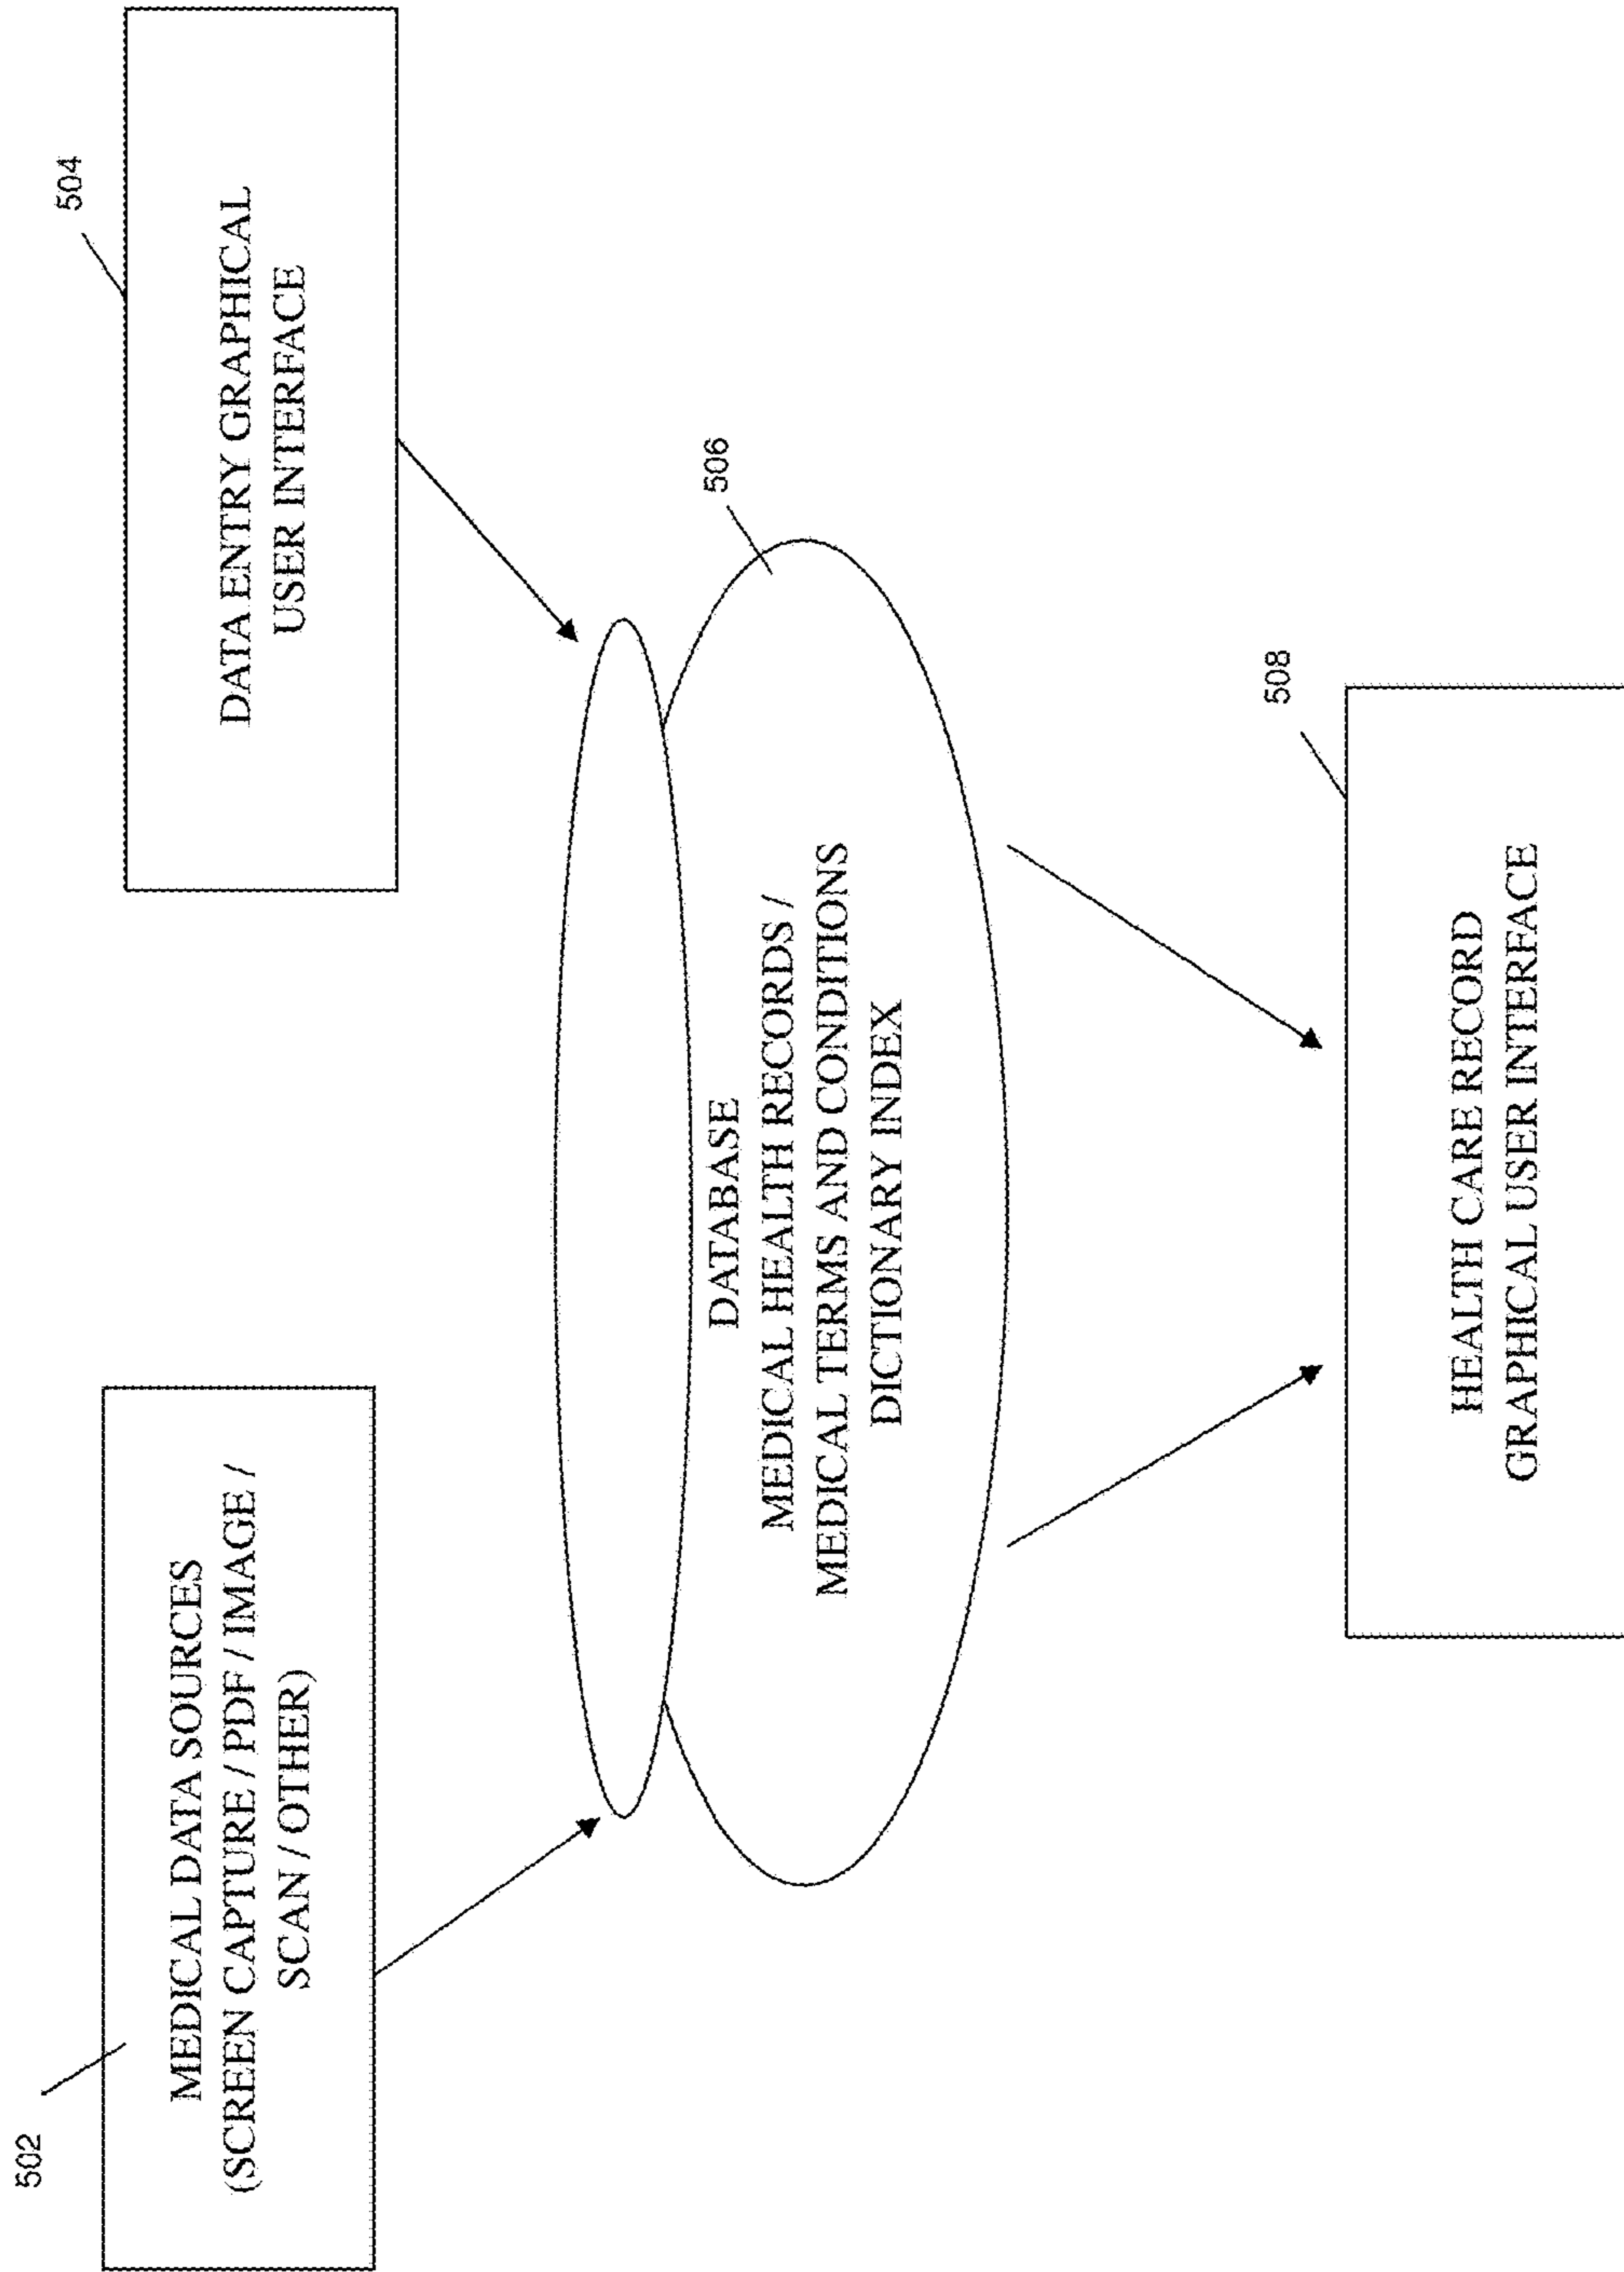 502
MEDICAL DATA SOURCES
(SCREEN CAPTURE / PDF / IMAGE /
SCAN / OTHER)
504
DATA ENTRY GRAPHICAL
USER INTERFACE
506
DATABASE
MEDICAL HEALTH RECORDS /
MEDICAL TERMS AND CONDITIONS
DICTIONARY INDEX
508
HEALTH CARE RECORD
GRAPHICAL USER INTERFACE